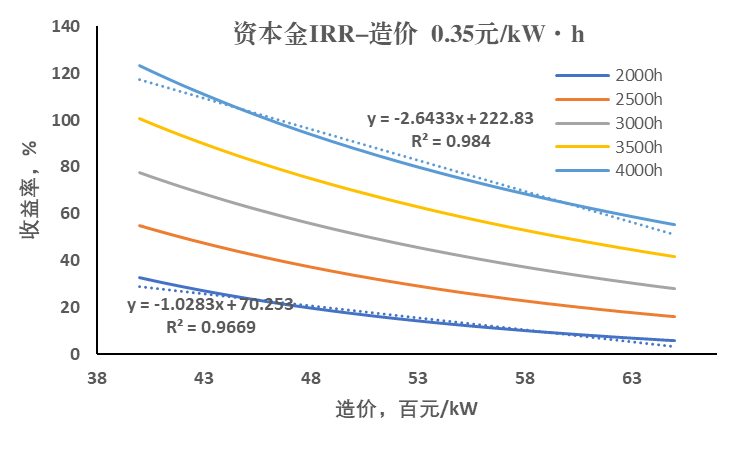 资本金IRR–造价 0.35元/kW·h
140
120
100
80
60
40
20
0
收益率，%
2000h
2500h
3000h
3500h
4000h
y = -2.6433x + 222.83
R² = 0.984
y = -1.0283x + 70.253
R² = 0.9669
38 43 48 53 58 63
造价，百元/kW